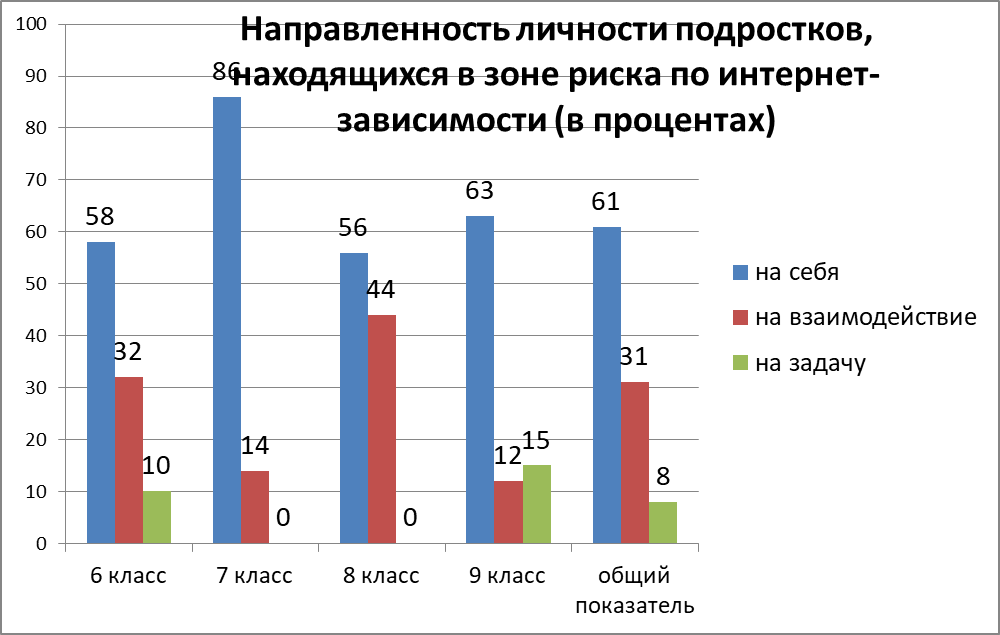 Направленность личности подростков,
находящихся в зоне риска по интернет-
зависимости (в процентах)
100
90
80
70
60
50
40
30
20
10
0
58
32
10
86
14
0
56
44
0
63
12
15
61
31
8
6 класс
7 класс
8 класс
9 класс
общий
показатель
на себя
на взаимодействие
на задачу